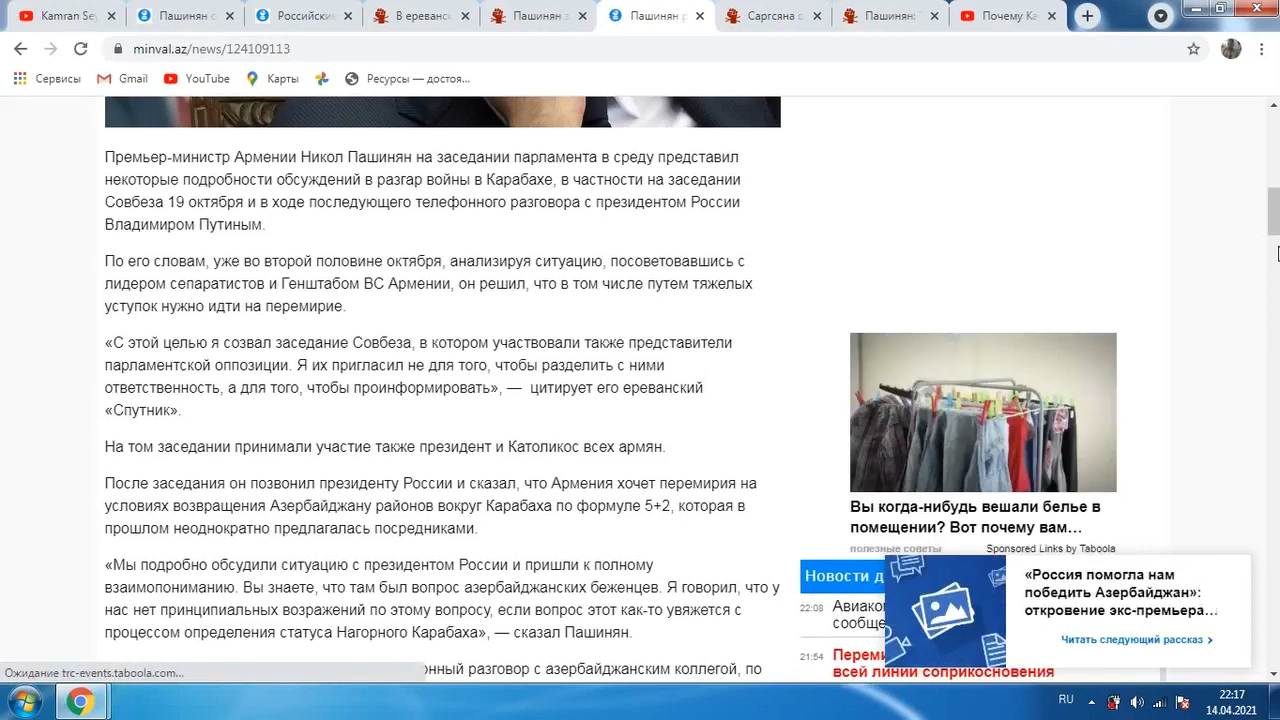 Kamran Se
Пашинян с
Российски
В ереванс
Пашинян з
Пашинян р
Саргсяна о
Пашинян:
Почему Ка
minval.az/news/124109113
Сервисы
Gmail
YouTube
Карты
Ресурсы — достоя...
Премьер-министр Армении Никол Пашинян на заседании парламента в среду представил
некоторые подробности обсуждений в разгар войны в Карабахе, в частности на заседании
Совбеза 19 октября и в ходе последующего телефонного разговора с президентом России
Владимиром Путиным.
По его словам, уже во второй половине октября, анализируя ситуацию, посоветовавшись с
лидером сепаратистов и Генштабом ВС Армении, он решил, что в том числе путем тяжелых
уступок нужно идти на перемирие.
«С этой целью я созвал заседание Совбеза, в котором участвовали также представители
парламентской оппозиции. Я их пригласил не для того, чтобы разделить с ними
ответственность, а для того, чтобы проинформировать», — цитирует его ереванский
«Спутник».
На том заседании принимали участие также президент и Католикос всех армян.
После заседания он позвонил президенту России и сказал, что Армения хочет перемирия на
условиях возвращения Азербайджану районов вокруг Карабаха по формуле 5+2, которая в
прошлом неоднократно предлагалась посредниками.
«Мы подробно обсудили ситуацию с президентом России и пришли к полному
взаимопониманию. Вы знаете, что там был вопрос азербайджанских беженцев. Я говорил, что у
нас нет принципиальных возражений по этому вопросу, если вопрос этот как-то увяжется с
процессом определения статуса Нагорного Карабаха», — сказал Пашинян.
онный разговор с азербайджанским коллегой, по
Вы когда-нибудь вешали белье в
помещении? Вот почему вам...
полезные советы
Sponsored Links by Taboola
Новости д
22:08 Авиако
сообще
21:54 Переми
всей линии соприкосновения
«Россия помогла нам
победить Азербайджан»:
откровение экс-премьера...
Читать следующий рассказ
Ожидание trc-events.taboola.com...
RU
22:17
14.04.2021